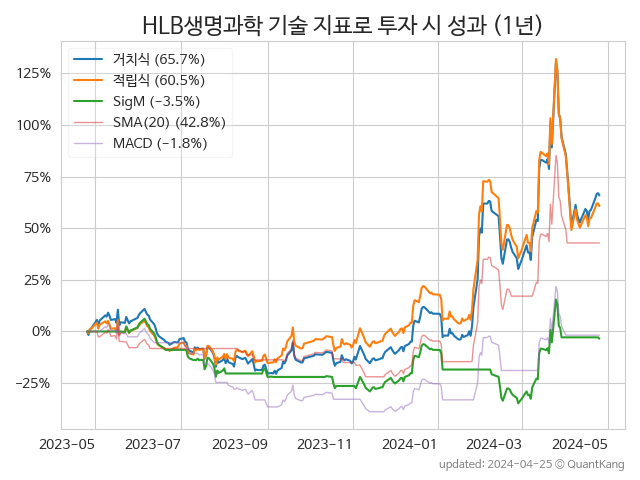 HLB생명과학 기술 지표로 투자 시 성과 (1년)
거치식 (65.7%)
적립식 (60.5%)
SigM (−3.5%)
SMA(20) (42.8%)
MACD (−1.8%)
125%
100%
75%
50%
25%
0%
−25%
2023-05 2023-07 2023-09 2023-11 2024-01 2024-03 2024-05
updated: 2024-04-25 ⓒ QuantKang